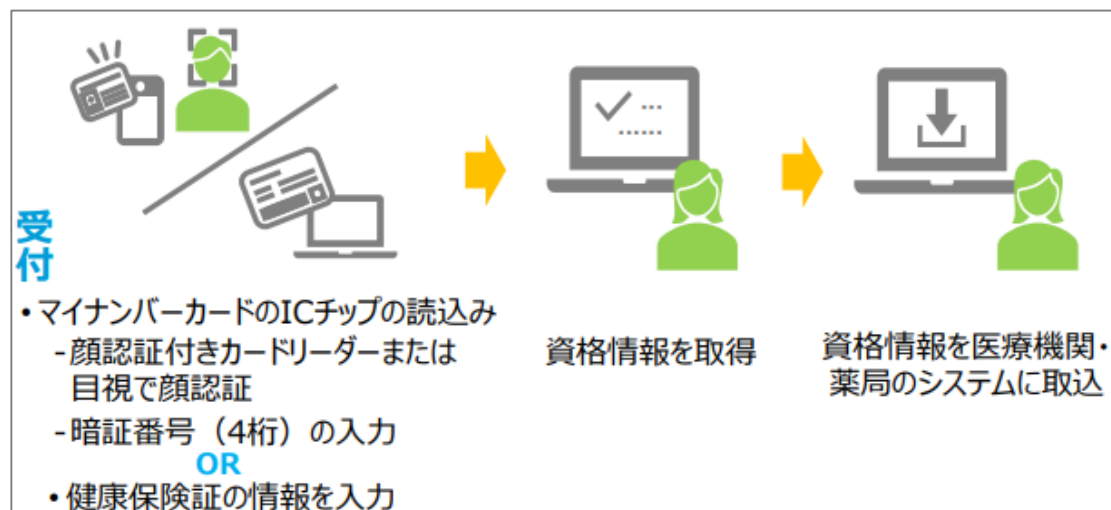 受付
・マイナンバーカードのICチップの読込み
-顔認証付きカードリーダーまたは
目視で顔認証
-暗証番号（4桁）の入力
OR
・健康保険証の情報を入力
資格情報を取得
資格情報を医療機関・
薬局のシステムに取込